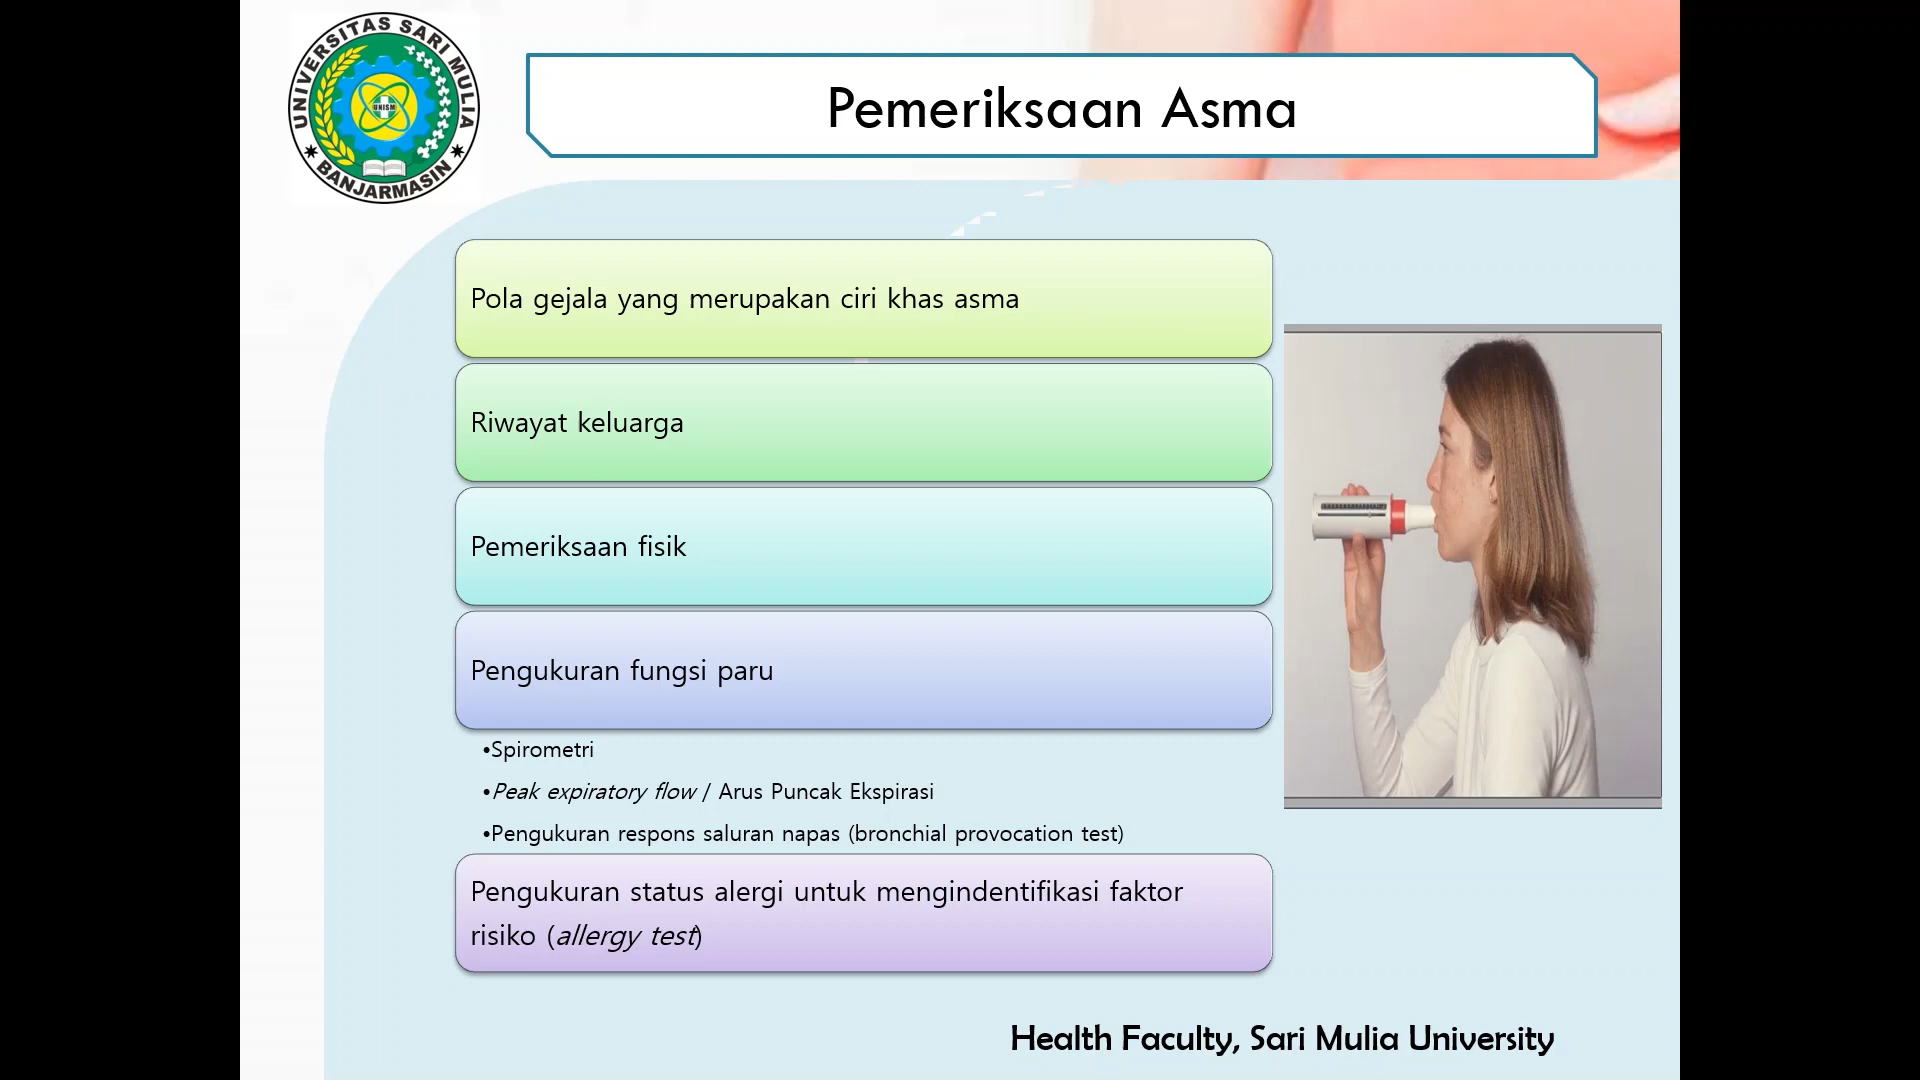 UNIVERSITAS SARI MULIA
UNISM
BANJARMASIN
Pemeriksaan Asma
Pola gejala yang merupakan ciri khas asma
Riwayat keluarga
Pemeriksaan fisik
Pengukuran fungsi paru
•Spirometri
•Peak expiratory flow / Arus Puncak Ekspirasi
•Pengukuran respons saluran napas (bronchial provocation test)
Pengukuran status alergi untuk mengindentifikasi faktor
risiko (allergy test)
Health Faculty, Sari Mulia University